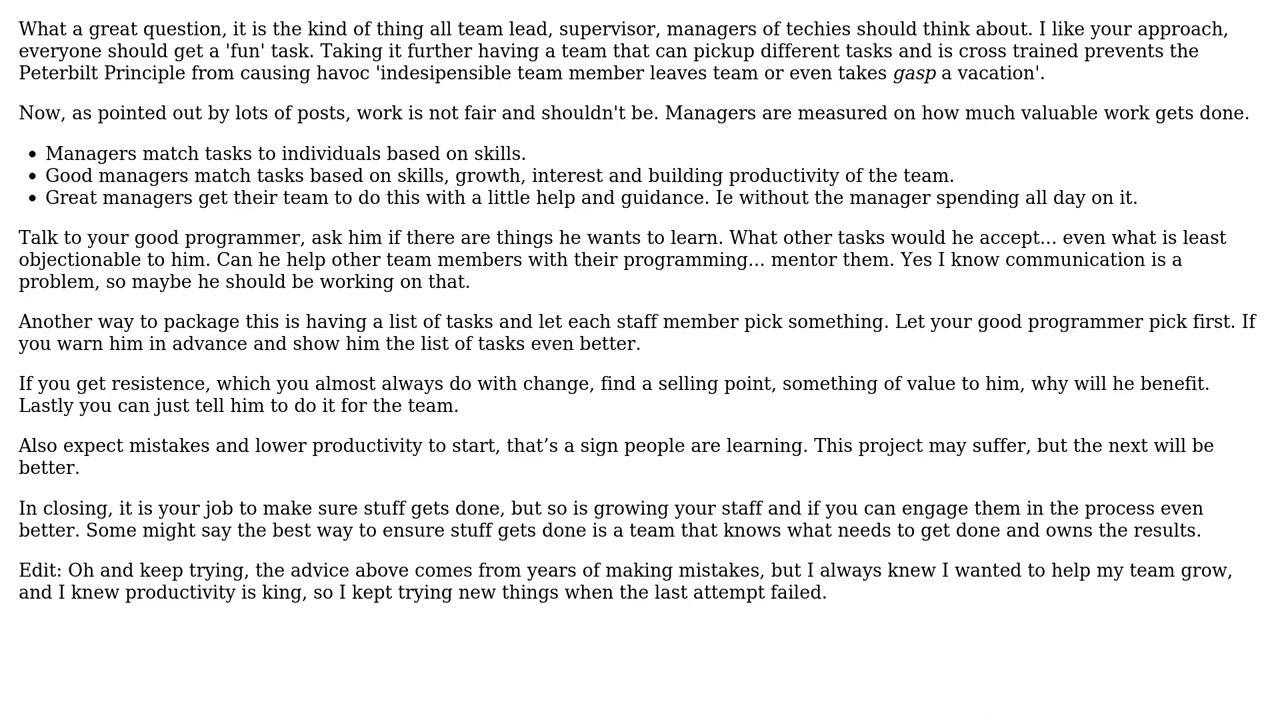 What a great question, it is the kind of thing all team lead, supervisor, managers of techies should think about. I like your approach,
everyone should get a 'fun' task. Taking it further having a team that can pickup different tasks and is cross trained prevents the
Peterbilt Principle from causing havoc 'indesipensible team member leaves team or even takes gasp a vacation'.
Now, as pointed out by lots of posts, work is not fair and shouldn't be. Managers are measured on how much valuable work gets done.
• Managers match tasks to individuals based on skills.
• Good managers match tasks based on skills, growth, interest and building productivity of the team.
• Great managers get their team to do this with a little help and guidance. Ie without the manager spending all day on it.
Talk to your good programmer, ask him if there are things he wants to learn. What other tasks would he accept... even what is least
objectionable to him. Can he help other team members with their programming... mentor them. Yes I know communication is a
problem, so maybe he should be working on that.
Another way to package this is having a list of tasks and let each staff member pick something. Let your good programmer pick first. If
you warn him in advance and show him the list of tasks even better.
If you get resistence, which you almost always do with change, find a selling point, something of value to him, why will he benefit.
Lastly you can just tell him to do it for the team.
Also expect mistakes and lower productivity to start, that’s a sign people are learning. This project may suffer, but the next will be
better.
In closing, it is your job to make sure stuff gets done, but so is growing your staff and if you can engage them in the process even
better. Some might say the best way to ensure stuff gets done is a team that knows what needs to get done and owns the results.
Edit: Oh and keep trying, the advice above comes from years of making mistakes, but I always knew I wanted to help my team grow,
and I knew productivity is king, so I kept trying new things when the last attempt failed.